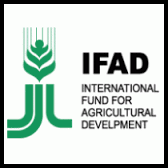 IFAD
INTERNATIONAL
FUND FOR
AGRICULTURAL
DEVELPMENT